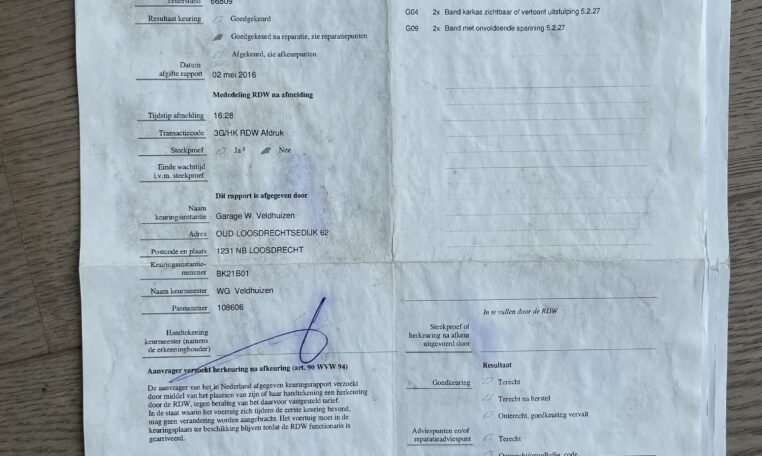 Tellerstand 66809
Resultaat keuring Goedgekeurd
Goedgekeurd na reparatie, zie reparatiepunten
Afgekeurd, zie afkeurpunten
Datum
afgifte rapport 02 mei 2016
Mededeling RDW na afmelding
Tijdstip afmelding 16:28
Transactiecode 3G/HK RDW Afdruk
Steekproef Ja ² Nee
Einde wachttijd
i.v.m. steekproef
Dit rapport is afgegeven door
Naam
keuringsinstantie Garage W. Veldhuizen
Adres OUD-LOOSDRECHTSEDIJK 62
Postcode en plaats 1231 NB LOOSDRECHT
Keuringsinstantie-
nummer BK21B01
Naam keurmeester WG Veldhuizen
Pasnummer 108606
Handtekening
keurmeester (namens
de erkenninghouder)
Aanvrager verzoekt herkeuring na afkeuring (art. 90 WVW 94)
De aanvrager van het in Nederland afgegeven keuringsrapport verzoekt
door middel van het plaatsen van zijn of haar handtekening een herkeuring
door de RDW, tegen betaling van het daarvoor vastgesteld tarief.
In de staat waarin het voertuig zich tijdens de eerste keuring bevond,
mag geen verandering worden aangebracht. Het voertuig moet in de
keuringsplaats ter beschikking blijven totdat de RDW functionaris is
gearriveerd.
G04 2x Band karkas zichtbaar of vertoont uitstulping 5.2.27
G09 2x Band met onvoldoende spanning 5.2.27
In te vullen door de RDW
Steekproef of
herkeuring na afkeur
uitgevoerd door
Resultaat
Goedkeuring Terecht
Terecht na herstel
Onterecht, goedkeuring vervalt
Adviespunten en/of
reparatieadviespunt Terecht